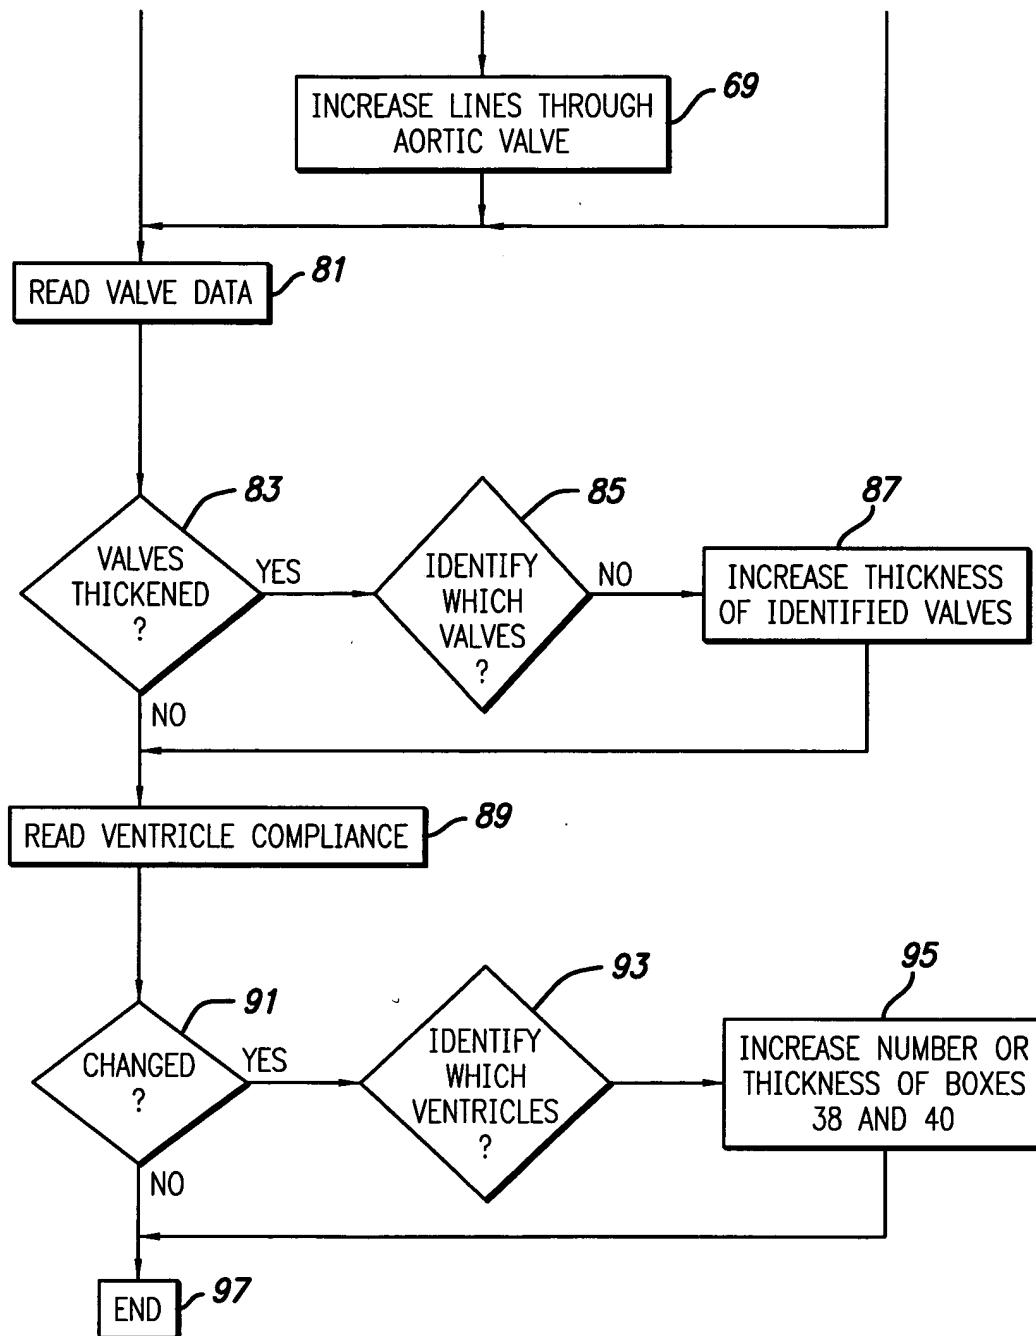 INCREASE LINES THROUGH
AORTIC VALVE
69
READ VALVE DATA
81
VALVES
THICKENED
?
83
YES
IDENTIFY
WHICH
VALVES
?
85
NO
INCREASE THICKNESS
OF IDENTIFIED VALVES
87
NO
READ VENTRICLE COMPLIANCE
89
CHANGED
?
91
YES
IDENTIFY
WHICH
VENTRICLES
?
93
INCREASE NUMBER OR
THICKNESS OF BOXES
38 AND 40
95
NO
END
97